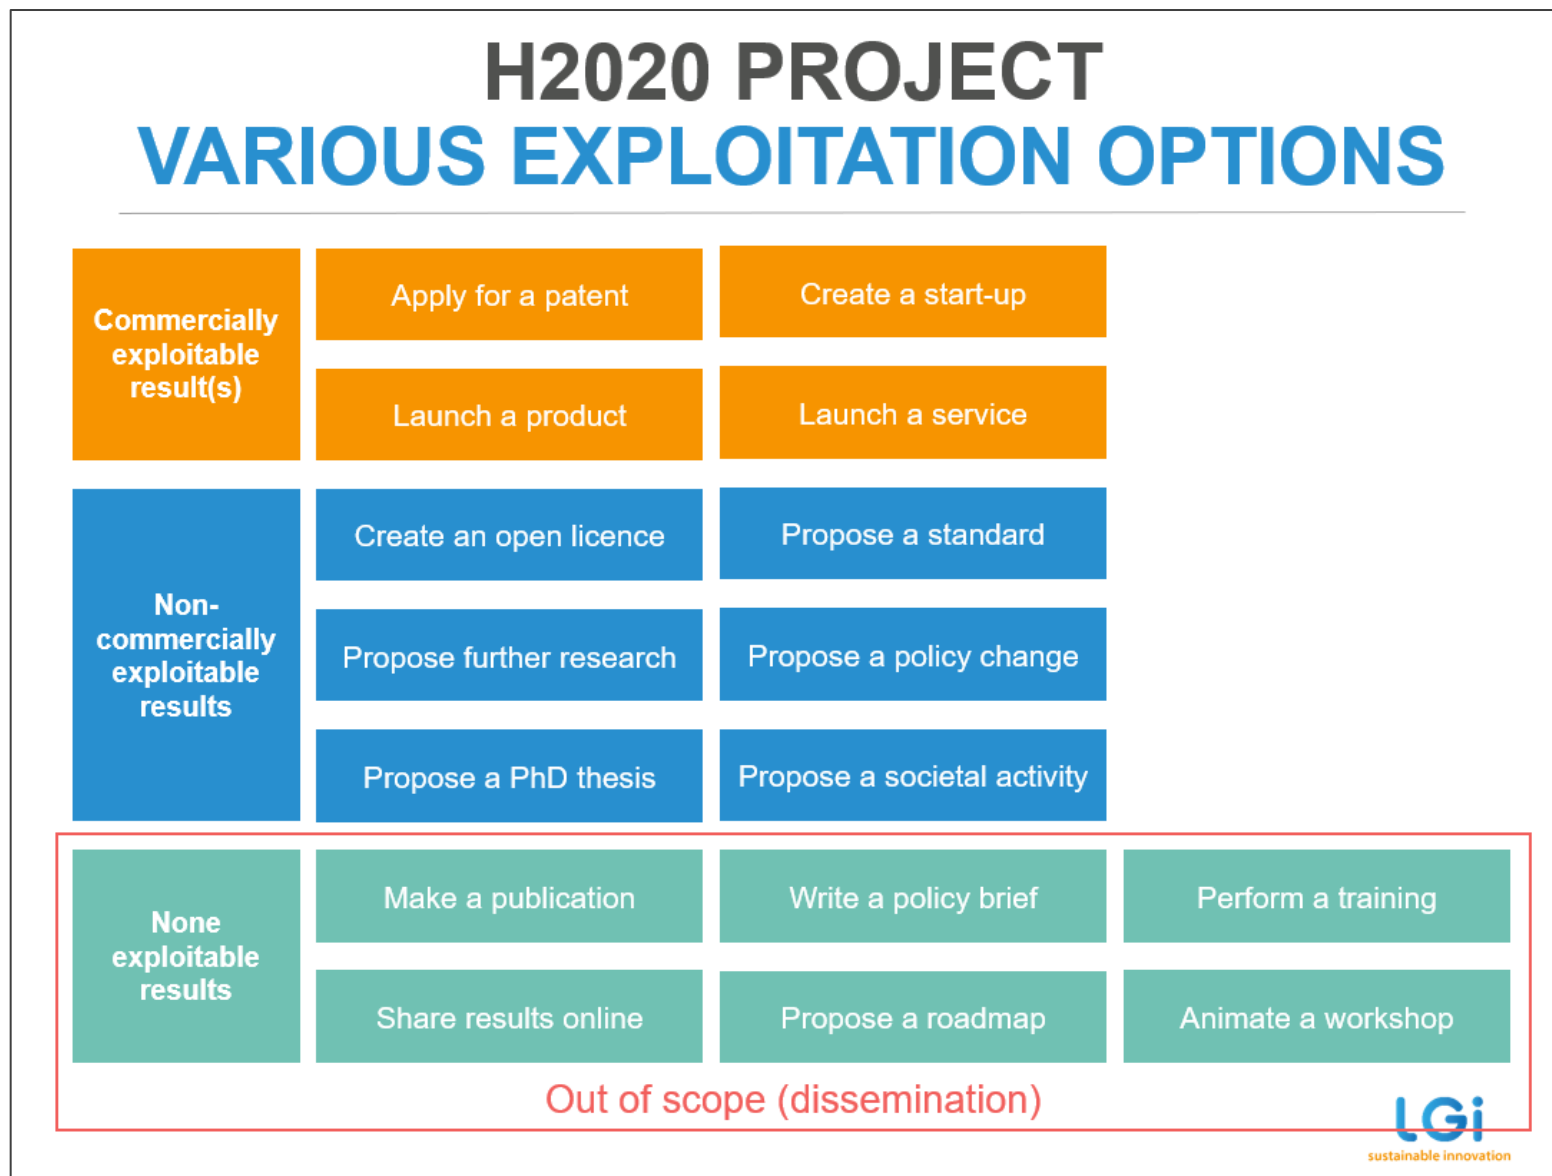 H2020 PROJECT
VARIOUS EXPLOITATION OPTIONS
Commercially
exploitable
result(s)
Apply for a patent
Create a start-up
Launch a product
Launch a service
Non-
commercially
exploitable
results
Create an open licence
Propose a standard
Propose further research
Propose a policy change
Propose a PhD thesis
Propose a societal activity
None
exploitable
results
Make a publication
Write a policy brief
Perform a training
Share results online
Propose a roadmap
Animate a workshop
Out of scope (dissemination)
LGi
sustainable innovation